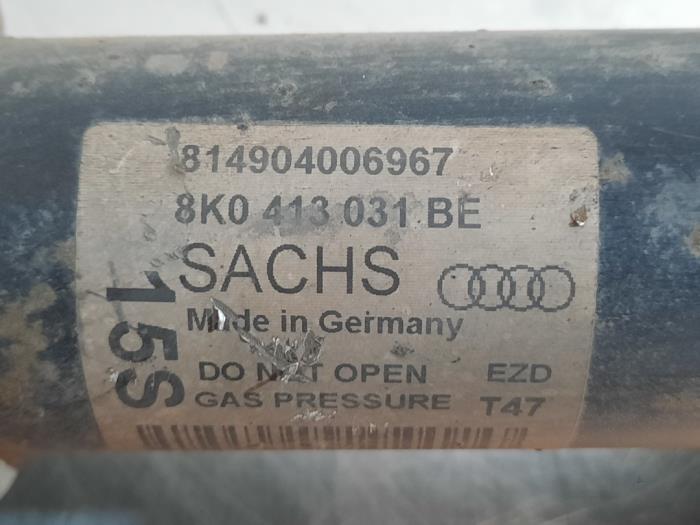 814904006967
8K0 413 031 BE
SACHS
Made in Germany
DO NOT OPEN EZD
GAS PRESSURE T47
15S